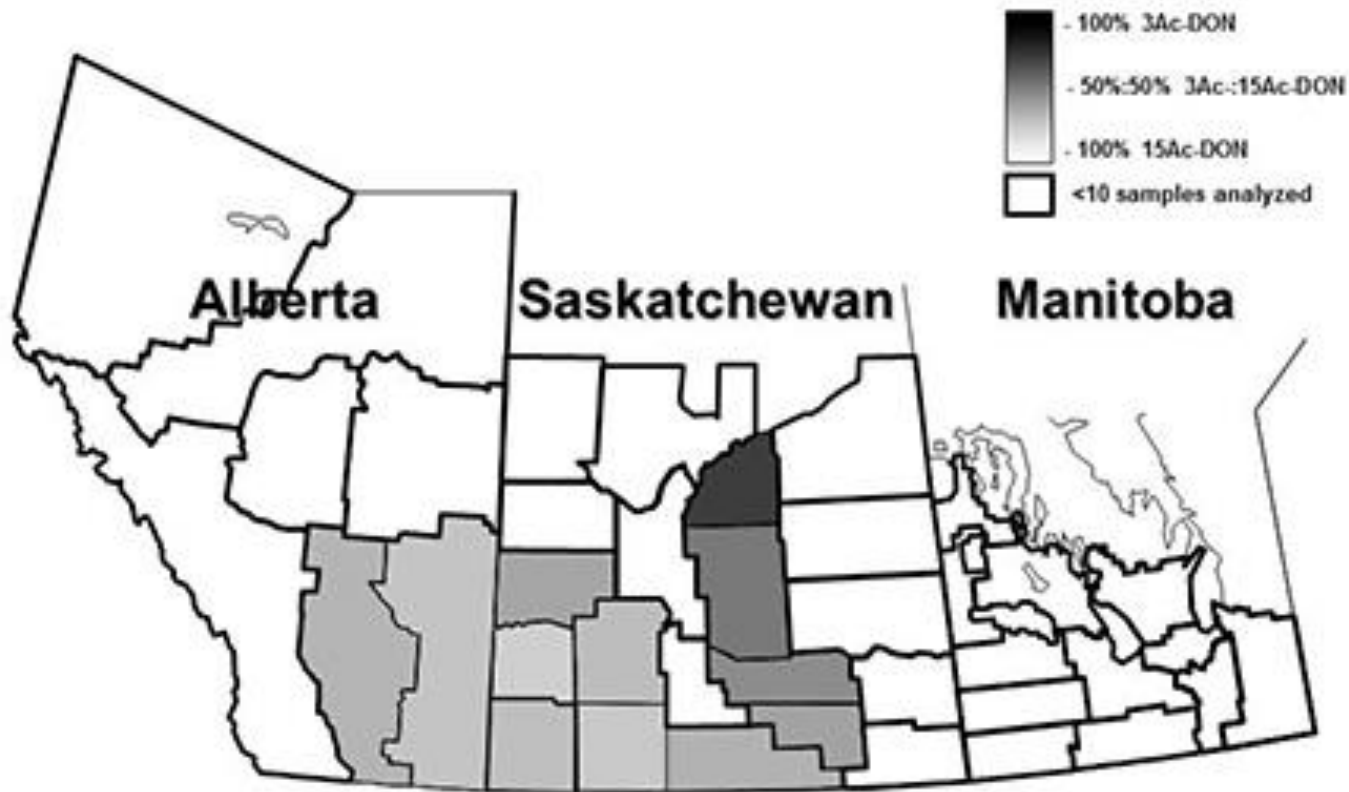 - 100% 3Ac-DON
- 50%:50% 3Ac-:15Ac-DON
- 100% 15Ac-DON
<10 samples analyzed
Alberta
Saskatchewan
Manitoba